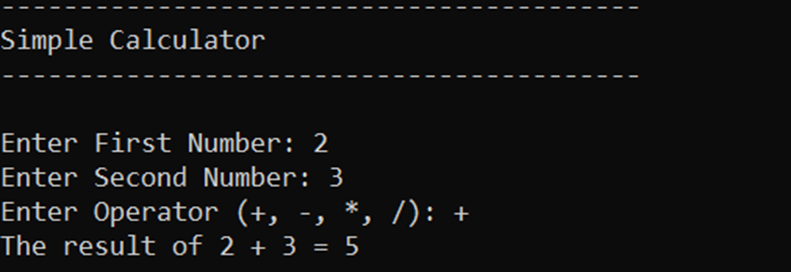 ----------------------------------------
Simple Calculator
----------------------------------------
Enter First Number: 2
Enter Second Number: 3
Enter Operator (+, -, *, /): +
The result of 2 + 3 = 5